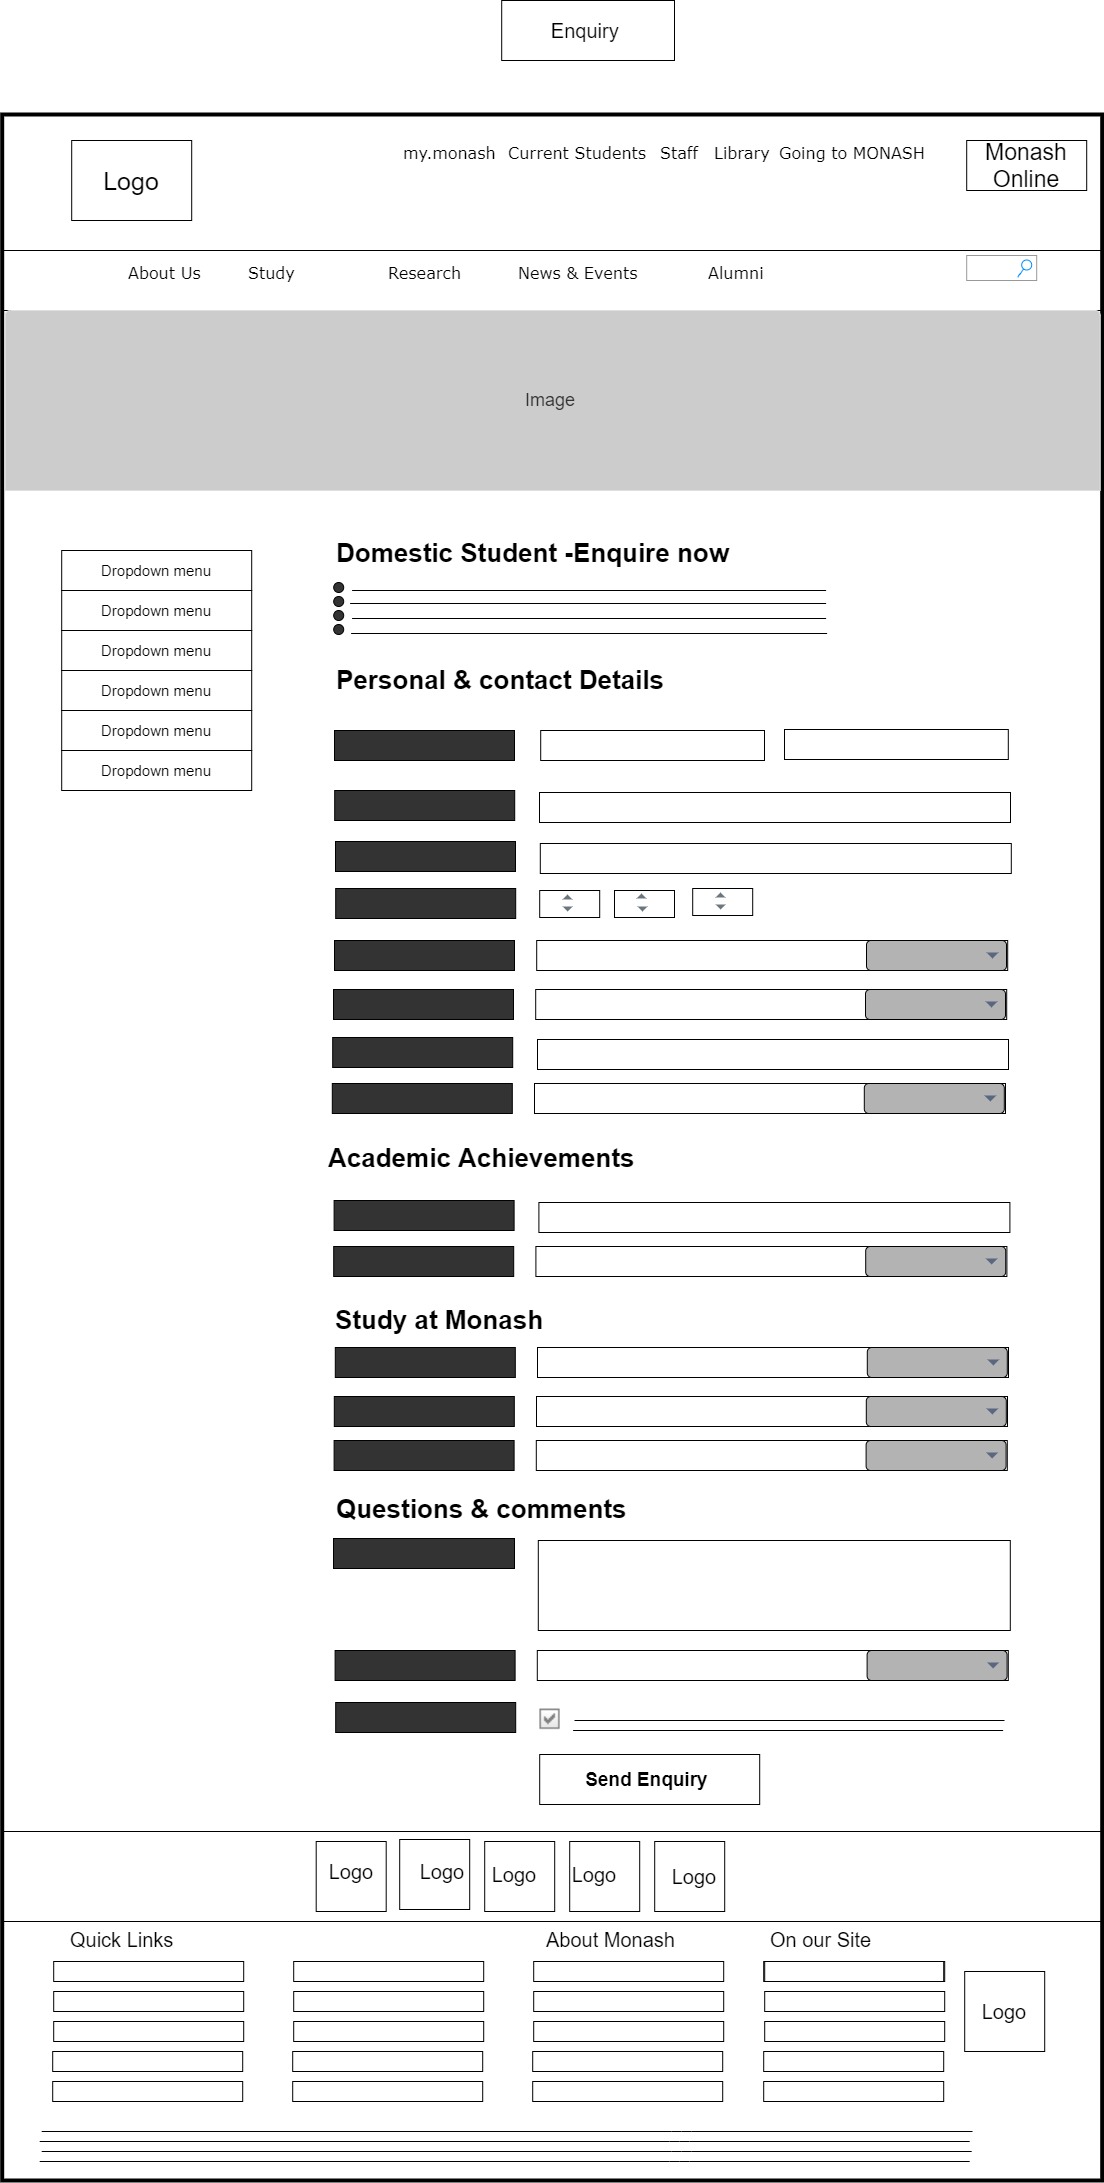 Enquiry
Logo
my.monash Current Students Staff Library Going to MONASH
Monash
Online
About Us Study Research News & Events Alumni
Image
Dropdown menu
Dropdown menu
Dropdown menu
Dropdown menu
Dropdown menu
Dropdown menu
Domestic Student -Enquire now
Personal & contact Details
Academic Achievements
Study at Monash
Questions & comments
Send Enquiry
Logo Logo Logo Logo Logo
Quick Links About Monash On our Site
Logo